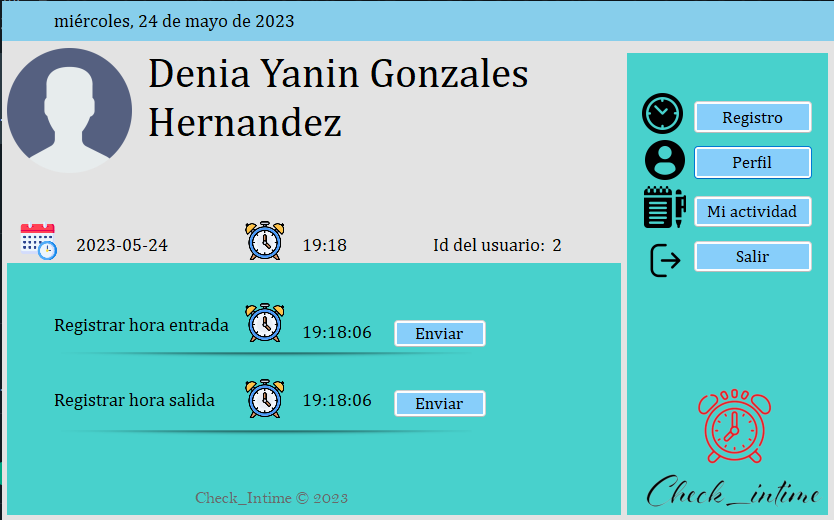 miércoles, 24 de mayo de 2023
Denia Yanin Gonzales
Hernandez
2023-05-24
19:18
Id del usuario: 2
Registrar hora entrada
19:18:06
Enviar
Registrar hora salida
19:18:06
Enviar
Check_Intime © 2023
Registro
Perfil
Mi actividad
Salir
Check_intime